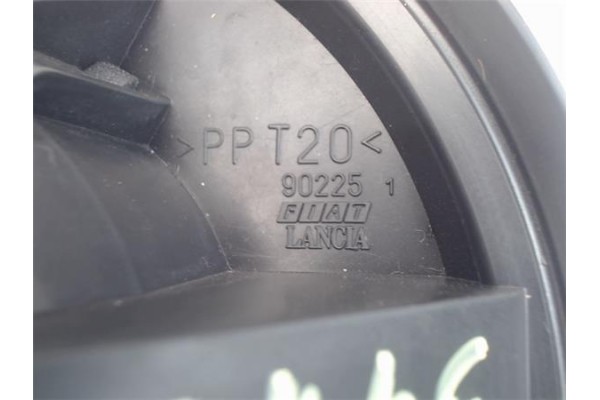 >PP T20<
90225 1
FIAT
LANCIA